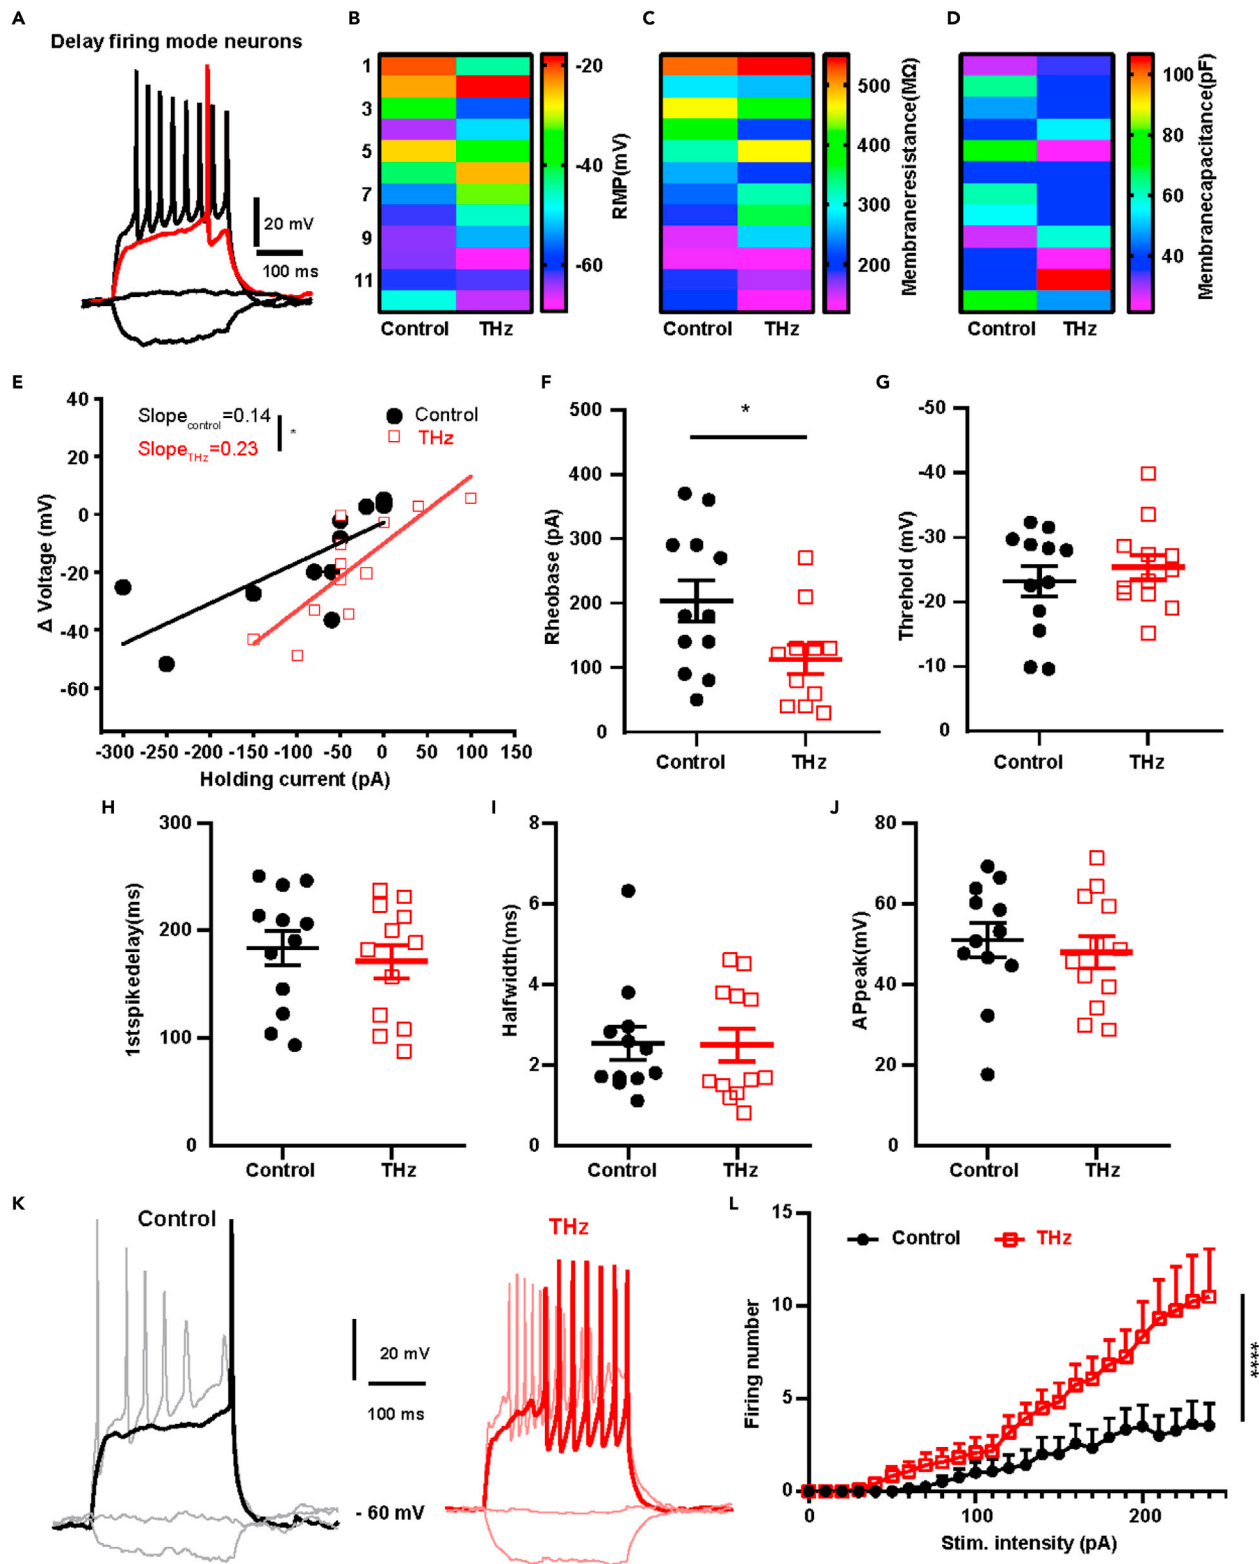 A
B
C
D
Delay firing mode neurons
20 mV
100 ms
1
3
5
7
9
11
Control
THz
-20
-40
-60
RMP(mV)
Control
THz
500
400
300
200
Membraneresistance(MΩ)
Control
THz
100
80
60
40
Membranecapacitance(pF)
E
F
G
40
20
0
-20
-40
-60
Δ Voltage (mV)
Slopecontrol=0.14
SlopeTHz=0.23
*
Control
THz
-300 -250 -200 -150 -100 -50 0 50 100 150
Holding current (pA)
500
400
300
200
100
0
Rheobase (pA)
*
Control
THz
-50
-40
-30
-20
-10
-0
Threhold (mV)
Control
THz
H
I
J
300
200
100
0
1stspikedelay(ms)
Control
THz
8
6
4
2
0
Halfwidth(ms)
Control
THz
80
60
40
20
0
APpeak(mV)
Control
THz
K
L
Control
THz
20 mV
100 ms
- 60 mV
15
10
5
0
Firing number
Control
THz
****
0 100 200
Stim. intensity (pA)